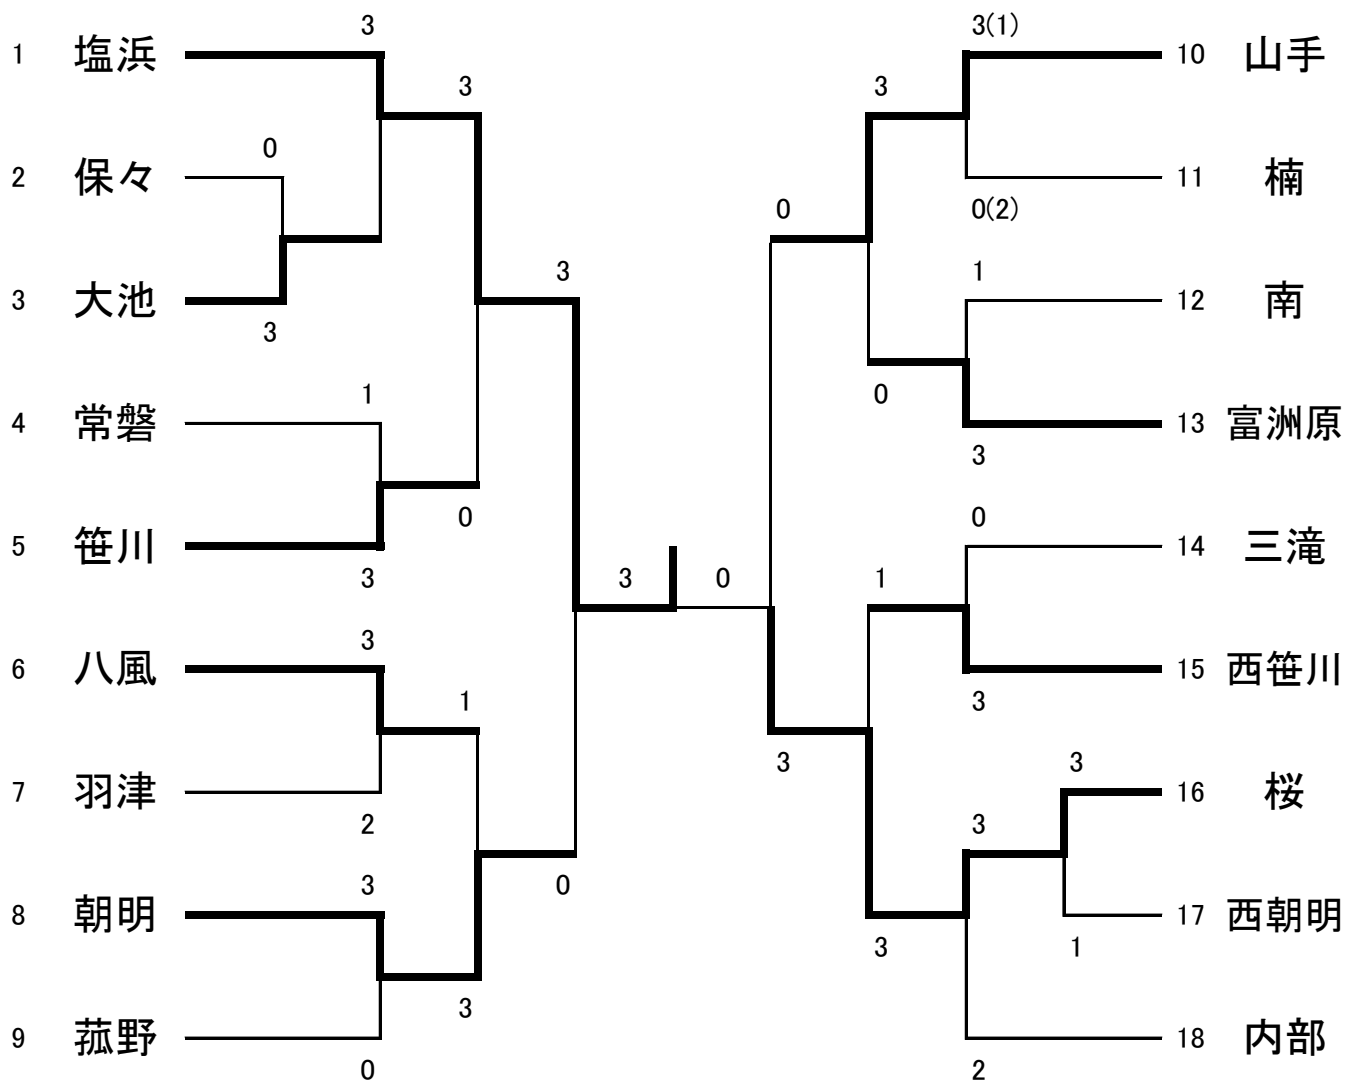 3
1 塩浜
3
0
2 保々
3
3 大池
3
1
4 常磐
0
5 笹川
3
3
6 八風
1
7 羽津
2
3
8 朝明
0
3
9 菰野
0
3
0
3(1)
10 山手
3
11 楠
0
0(2)
1
12 南
0
13 富洲原
3
0
14 三滝
1
15 西笹川
3
3
3
16 桜
3
17 西朝明
3
1
18 内部
2